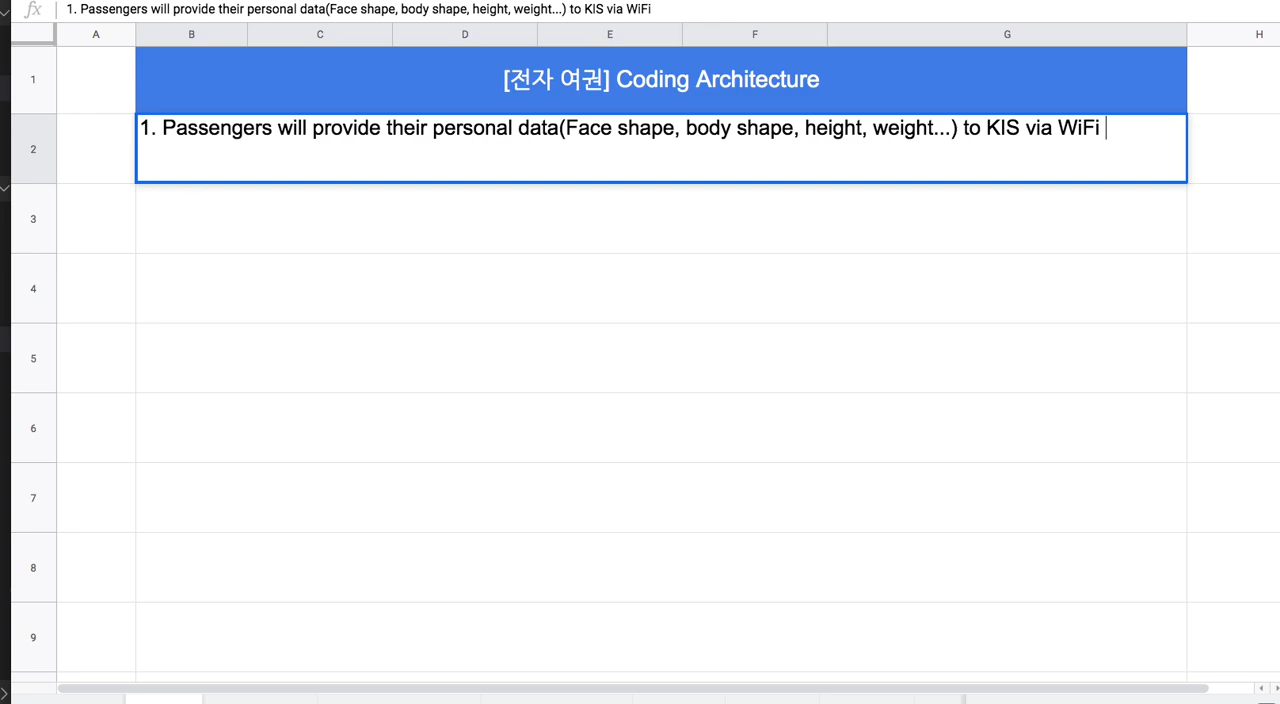 fx 1. Passengers will provide their personal data(Face shape, body shape, height, weight...) to KIS via WiFi
A B C D E F G H
1 [전자 여권] Coding Architecture
2 1. Passengers will provide their personal data(Face shape, body shape, height, weight...) to KIS via WiFi
3
4
5
6
7
8
9